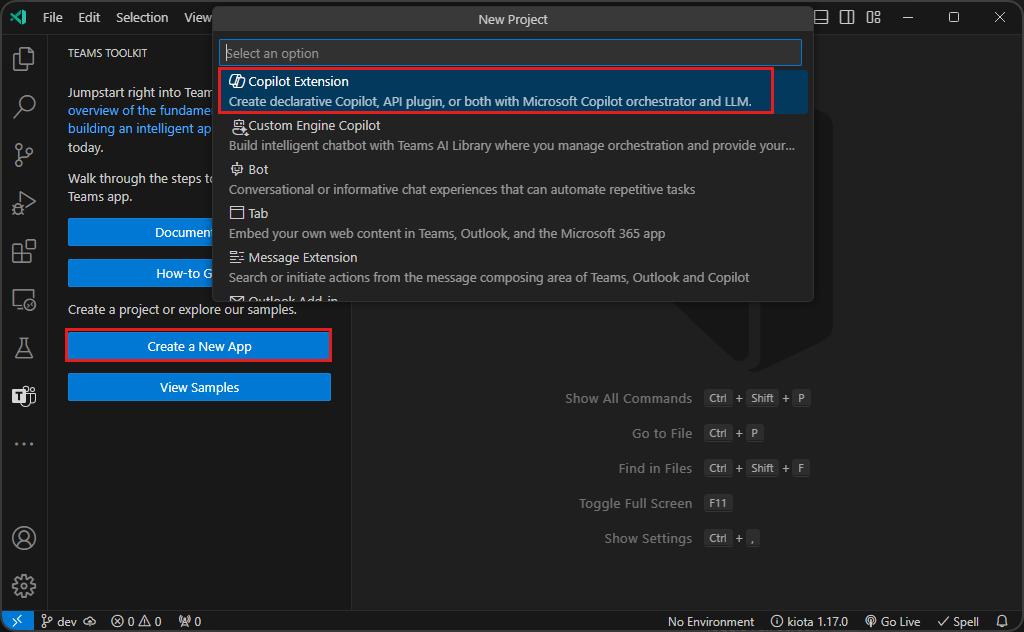 File Edit Selection View
New Project
TEAMS TOOLKIT
Select an option
Copilot Extension
Create declarative Copilot, API plugin, or both with Microsoft Copilot orchestrator and LLM.
Custom Engine Copilot
Build intelligent chatbot with Teams AI Library where you manage orchestration and provide your...
Bot
Conversational or informative chat experiences that can automate repetitive tasks
Tab
Embed your own web content in Teams, Outlook, and the Microsoft 365 app
Message Extension
Search or initiate actions from the message composing area of Teams, Outlook and Copilot
Outlook Add-in
Jumpstart right into Team
overview of the fundame
building an intelligent ap
today.
Walk through the steps to
Teams app.
Document
How-to G
Create a project or explore our samples.
Create a New App
View Samples
Show All Commands Ctrl + Shift + P
Go to File Ctrl + P
Find in Files Ctrl + Shift + F
Toggle Full Screen F11
Show Settings Ctrl + ,
dev 0 0 0 No Environment kiota 1.17.0 Go Live Spell